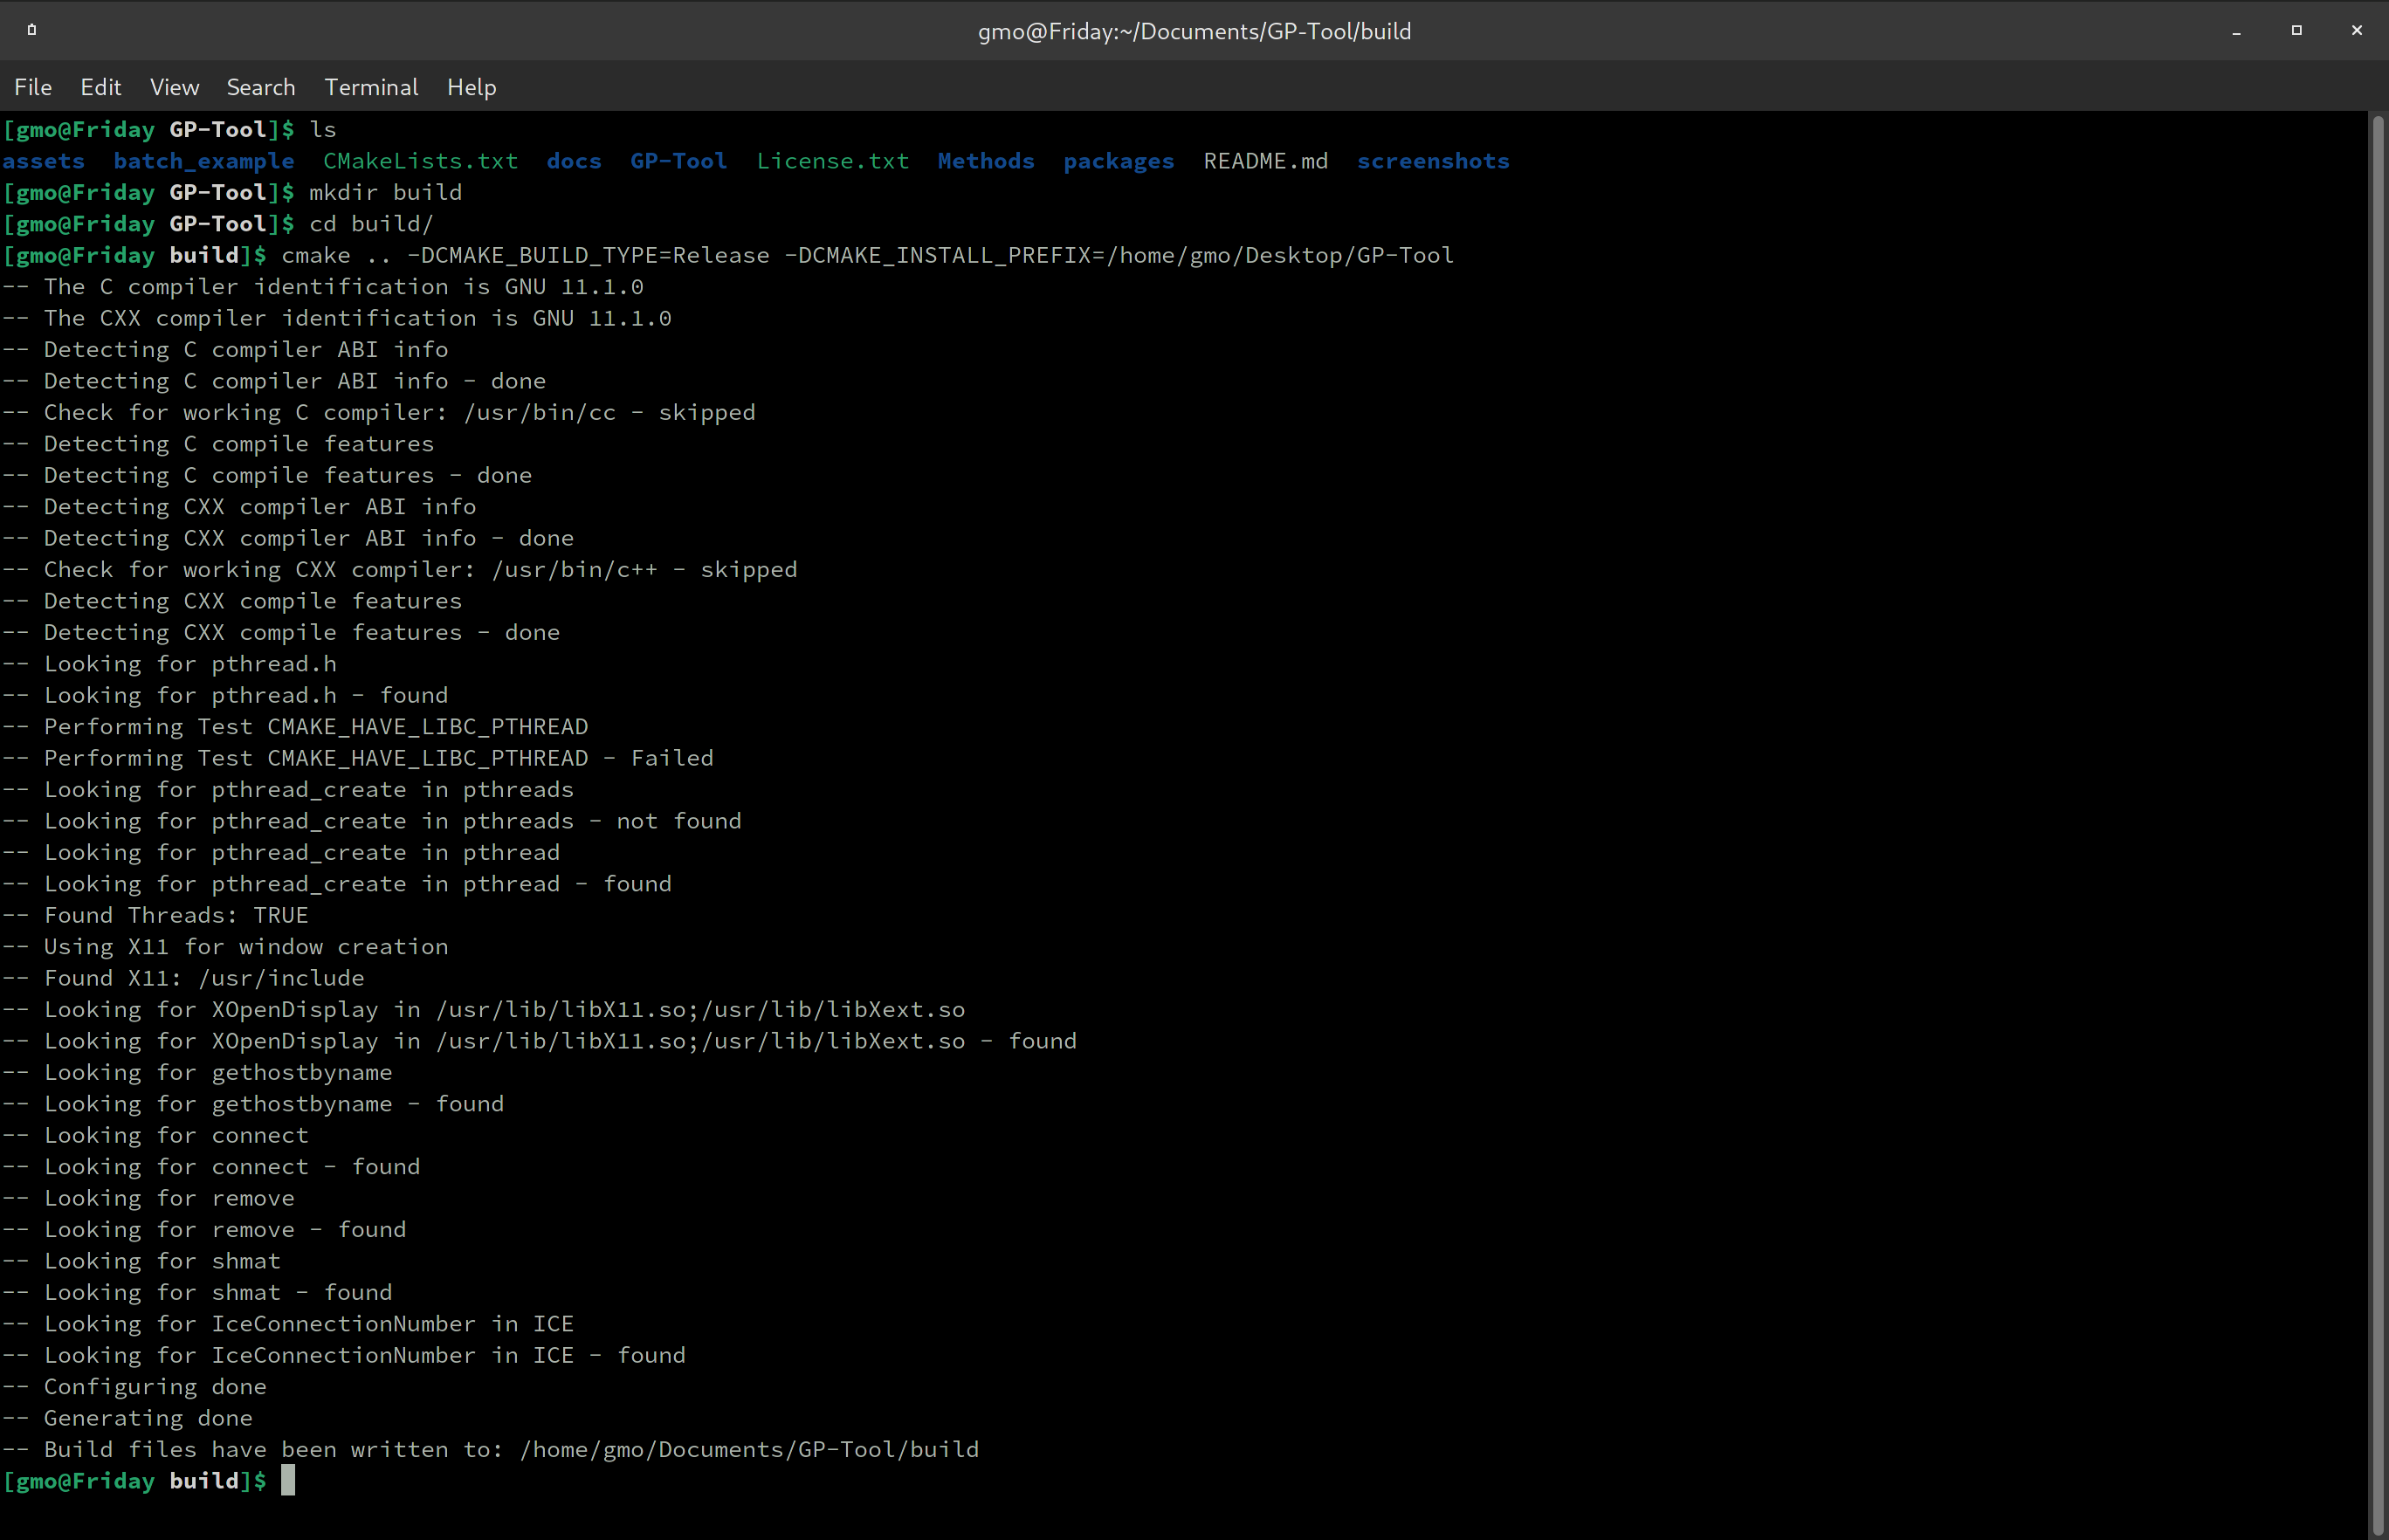 gmo@Friday:~/Documents/GP-Tool/build
File Edit View Search Terminal Help
[gmo@Friday GP-Tool]$ ls
assets batch_example CMakeLists.txt docs GP-Tool License.txt Methods packages README.md screenshots
[gmo@Friday GP-Tool]$ mkdir build
[gmo@Friday GP-Tool]$ cd build/
[gmo@Friday build]$ cmake .. -DCMAKE_BUILD_TYPE=Release -DCMAKE_INSTALL_PREFIX=/home/gmo/Desktop/GP-Tool
-- The C compiler identification is GNU 11.1.0
-- The CXX compiler identification is GNU 11.1.0
-- Detecting C compiler ABI info
-- Detecting C compiler ABI info - done
-- Check for working C compiler: /usr/bin/cc - skipped
-- Detecting C compile features
-- Detecting C compile features - done
-- Detecting CXX compiler ABI info
-- Detecting CXX compiler ABI info - done
-- Check for working CXX compiler: /usr/bin/c++ - skipped
-- Detecting CXX compile features
-- Detecting CXX compile features - done
-- Looking for pthread.h
-- Looking for pthread.h - found
-- Performing Test CMAKE_HAVE_LIBC_PTHREAD
-- Performing Test CMAKE_HAVE_LIBC_PTHREAD - Failed
-- Looking for pthread_create in pthreads
-- Looking for pthread_create in pthreads - not found
-- Looking for pthread_create in pthread
-- Looking for pthread_create in pthread - found
-- Found Threads: TRUE
-- Using X11 for window creation
-- Found X11: /usr/include
-- Looking for XOpenDisplay in /usr/lib/libX11.so;/usr/lib/libXext.so
-- Looking for XOpenDisplay in /usr/lib/libX11.so;/usr/lib/libXext.so - found
-- Looking for gethostbyname
-- Looking for gethostbyname - found
-- Looking for connect
-- Looking for connect - found
-- Looking for remove
-- Looking for remove - found
-- Looking for shmat
-- Looking for shmat - found
-- Looking for IceConnectionNumber in ICE
-- Looking for IceConnectionNumber in ICE - found
-- Configuring done
-- Generating done
-- Build files have been written to: /home/gmo/Documents/GP-Tool/build
[gmo@Friday build]$